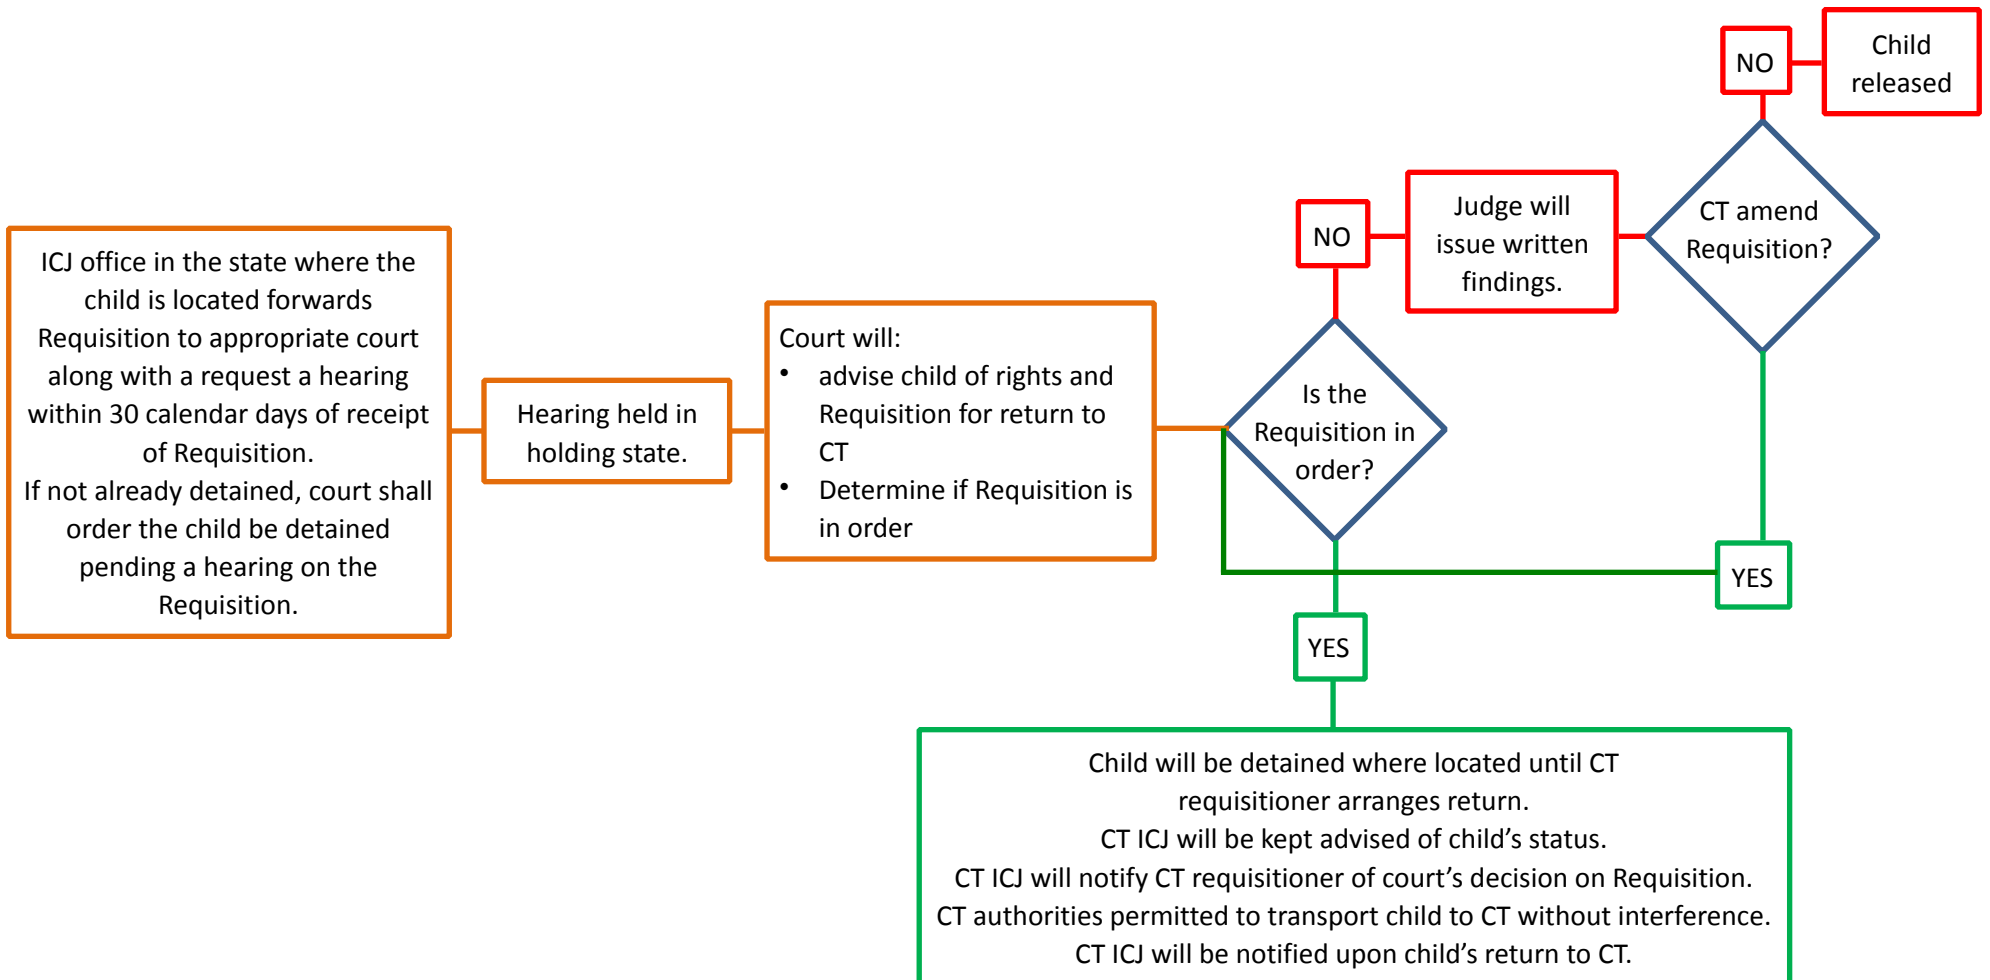 ICJ office in the state where the
child is located forwards
Requisition to appropriate court
along with a request a hearing
within 30 calendar days of receipt
of Requisition.
If not already detained, court shall
order the child be detained
pending a hearing on the
Requisition.
Hearing held in
holding state.
Court will:
• advise child of rights and
Requisition for return to
CT
• Determine if Requisition is
in order
Is the
Requisition in
order?
NO
Judge will
issue written
findings.
CT amend
Requisition?
NO
Child
released
YES
YES
Child will be detained where located until CT
requisitioner arranges return.
CT ICJ will be kept advised of child’s status.
CT ICJ will notify CT requisitioner of court’s decision on Requisition.
CT authorities permitted to transport child to CT without interference.
CT ICJ will be notified upon child’s return to CT.